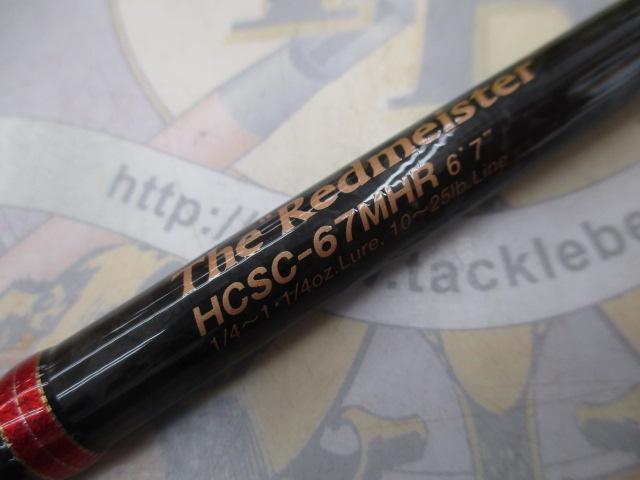 The "Redmeister
HCSC-67MHR 6'7"
1/4~1・1/4oz.Lure, 10~25lb.Line
http://
.tacklebe